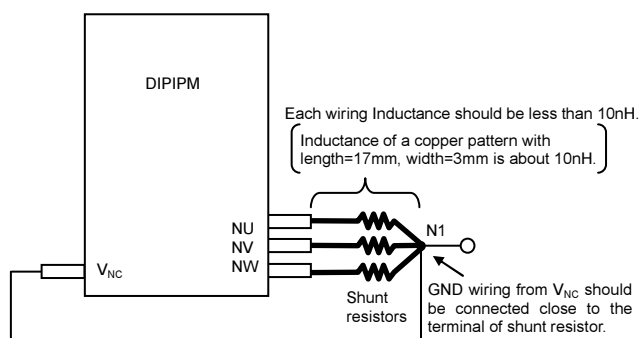 DIPIPM
Each wiring Inductance should be less than 10nH.
Inductance of a copper pattern with
length=17mm, width=3mm is about 10nH.
NU
NV
NW
VNC
N1
Shunt
resistors
GND wiring from VNC should
be connected close to the
terminal of shunt resistor.